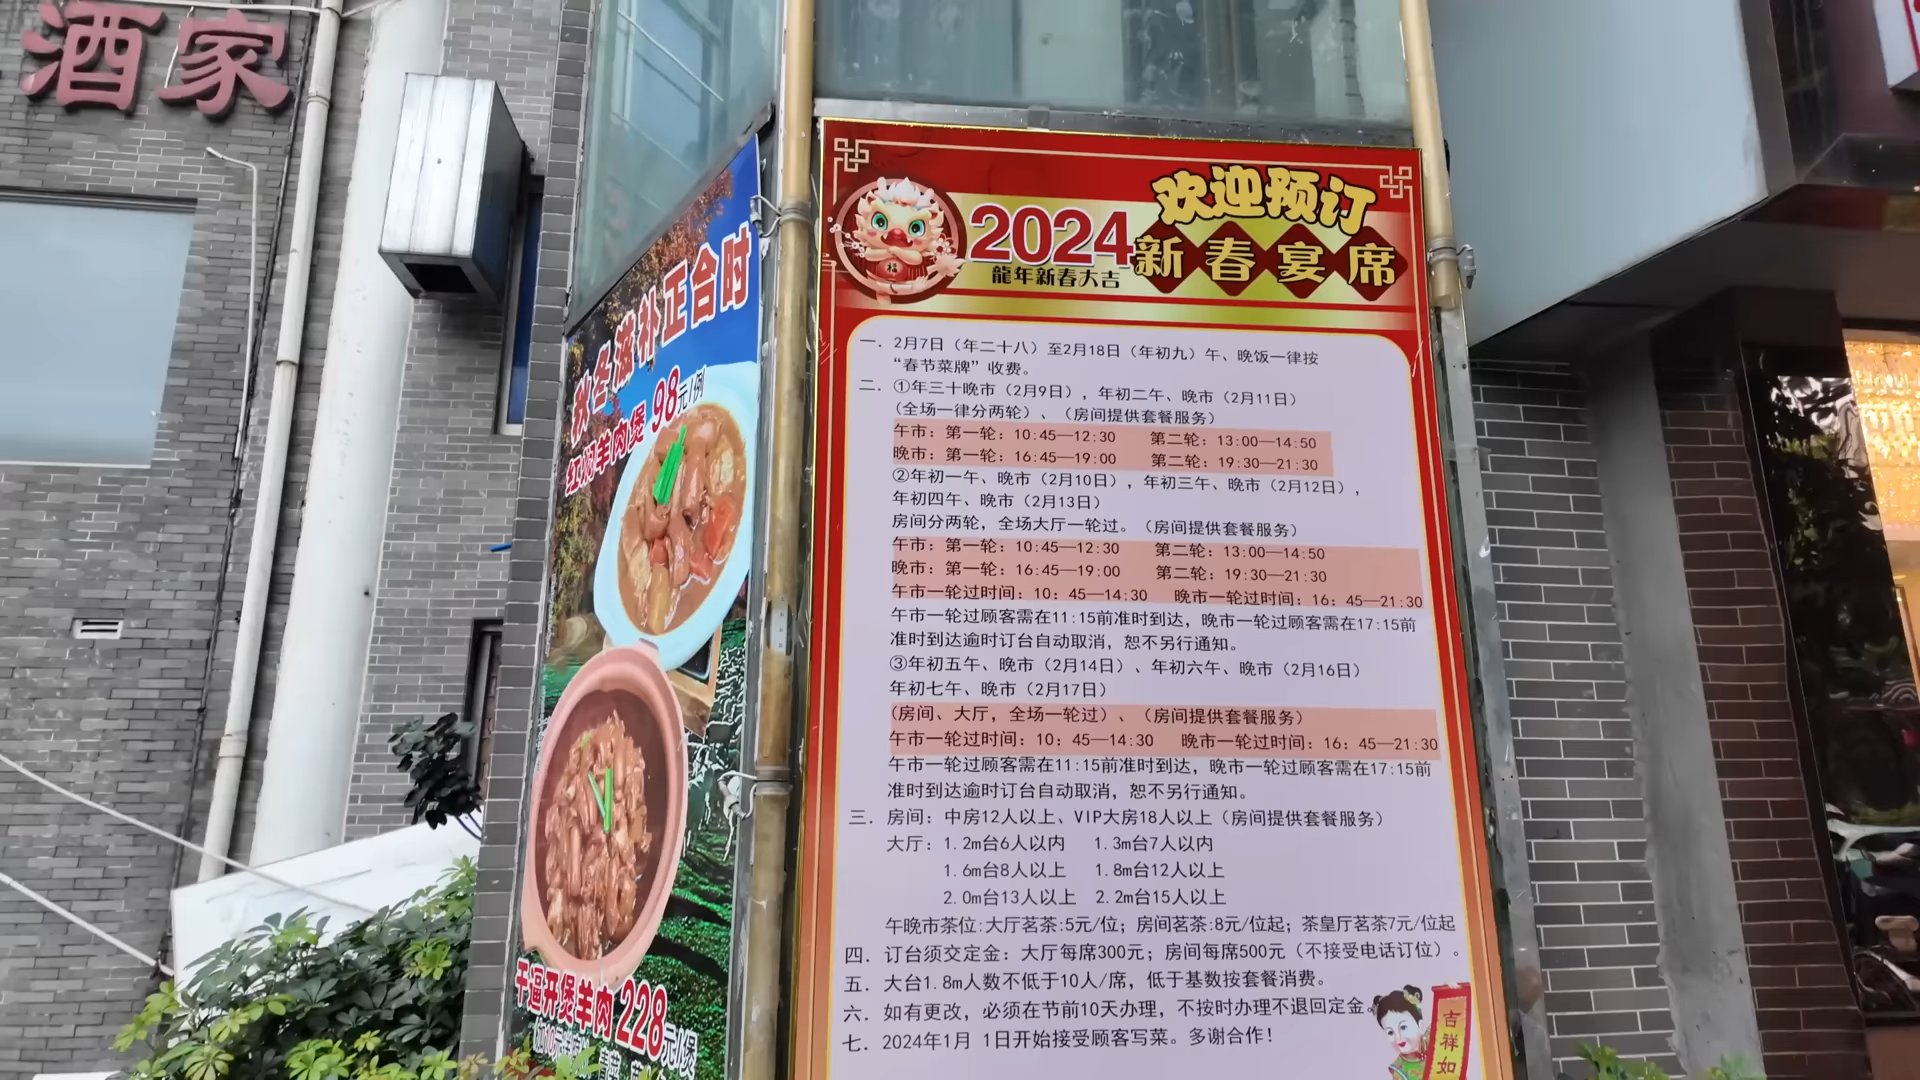 酒家
秋冬滋补正合时
红焖羊肉煲 98元/例
干逼开煲羊肉 228元/煲
欢迎预订
2024 新春宴席
龍年新春大吉
福
一．2月7日（年二十八）至2月18日（年初九）午、晚饭一律按
“春节菜牌”收费。
二．①年三十晚市（2月9日），年初二午、晚市（2月11日）
（全场一律分两轮）、（房间提供套餐服务）
午市：第一轮：10:45—12:30 第二轮：13:00—14:50
晚市：第一轮：16:45—19:00 第二轮：19:30—21:30
②年初一午、晚市（2月10日），年初三午、晚市（2月12日），
年初四午、晚市（2月13日）
房间分两轮，全场大厅一轮过。（房间提供套餐服务）
午市：第一轮：10:45—12:30 第二轮：13:00—14:50
晚市：第一轮：16:45—19:00 第二轮：19:30—21:30
午市一轮过时间：10：45—14:30 晚市一轮过时间：16：45—21:30
午市一轮过顾客需在11:15前准时到达，晚市一轮过顾客需在17:15前
准时到达逾时订台自动取消，恕不另行通知。
③年初五午、晚市（2月14日）、年初六午、晚市（2月16日）
年初七午、晚市（2月17日）
（房间、大厅，全场一轮过）、（房间提供套餐服务）
午市一轮过时间：10：45—14:30 晚市一轮过时间：16：45—21:30
午市一轮过顾客需在11:15前准时到达，晚市一轮过顾客需在17:15前
准时到达逾时订台自动取消，恕不另行通知。
三．房间：中房12人以上、VIP大房18人以上（房间提供套餐服务）
大厅：1.2m台6人以内 1.3m台7人以内
1.6m台8人以上 1.8m台12人以上
2.0m台13人以上 2.2m台15人以上
午晚市茶位:大厅茗茶:5元/位；房间茗茶:8元/位起；茶皇厅茗茶7元/位起
四．订台须交定金：大厅每席300元；房间每席500元（不接受电话订位）。
五．大台1.8m人数不低于10人/席，低于基数按套餐消费。
六．如有更改，必须在节前10天办理，不按时办理不退回定金。
七．2024年1月 1日开始接受顾客写菜。多谢合作！
吉祥如